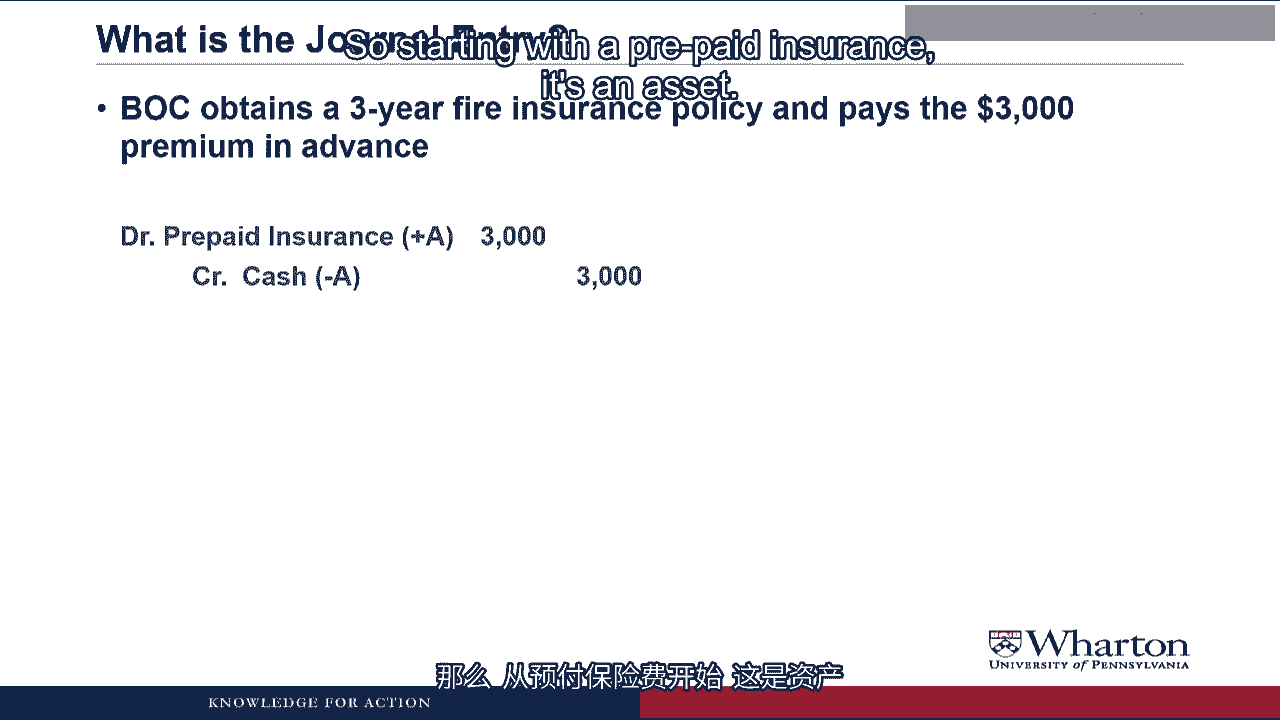 What is the Journal Entry?
So starting with a pre-paid insurance,
it's an asset.
• BOC obtains a 3-year fire insurance policy and pays the $3,000
premium in advance
Dr. Prepaid Insurance (+A) 3,000
Cr. Cash (-A) 3,000
Wharton
UNIVERSITY of PENNSYLVANIA
那么 从预付保险费开始 这是资产
KNOWLEDGE FOR ACTION